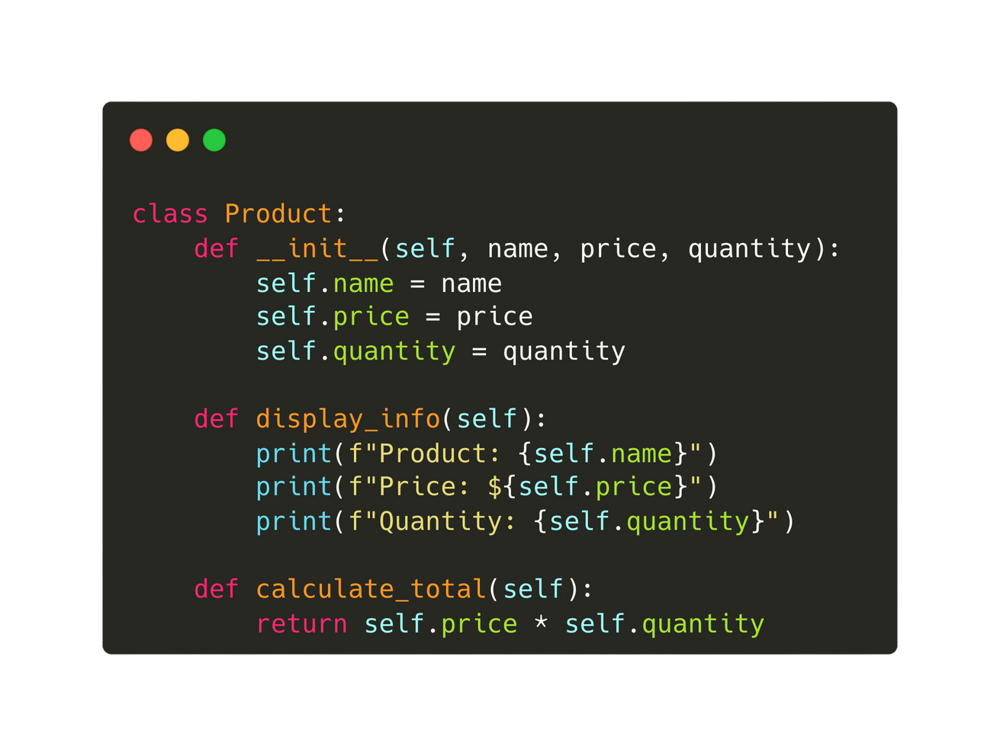 class Product:
    def __init__(self, name, price, quantity):
        self.name = name
        self.price = price
        self.quantity = quantity

    def display_info(self):
        print(f"Product: {self.name}")
        print(f"Price: ${self.price}")
        print(f"Quantity: {self.quantity}")

    def calculate_total(self):
        return self.price * self.quantity